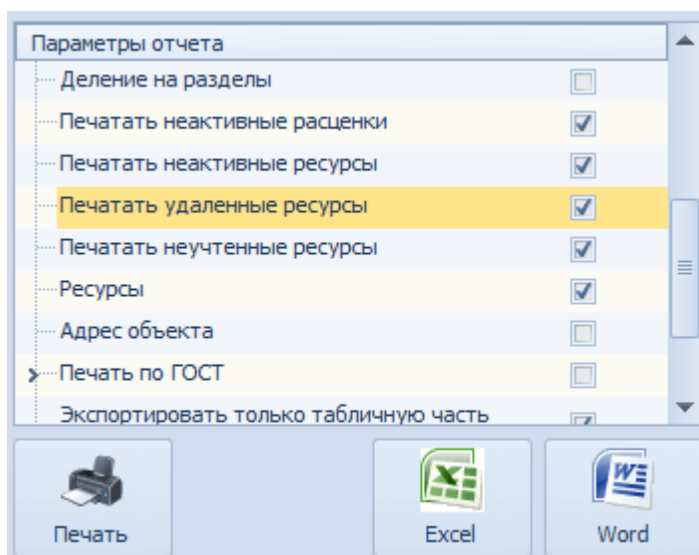 Параметры отчета
Деление на разделы
Печатать неактивные расценки
Печатать неактивные ресурсы
Печатать удаленные ресурсы
Печатать неучтенные ресурсы
Ресурсы
Адрес объекта
Печать по ГОСТ
Экспортировать только табличную часть
Печать
Excel
Word